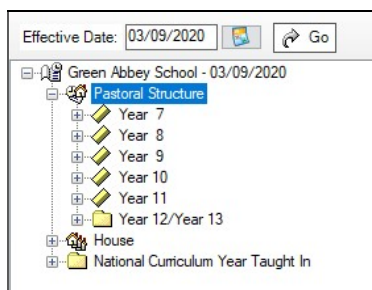 Effective Date: 03/09/2020 Go
Green Abbey School - 03/09/2020
Pastoral Structure
Year 7
Year 8
Year 9
Year 10
Year 11
Year 12/Year 13
House
National Curriculum Year Taught In